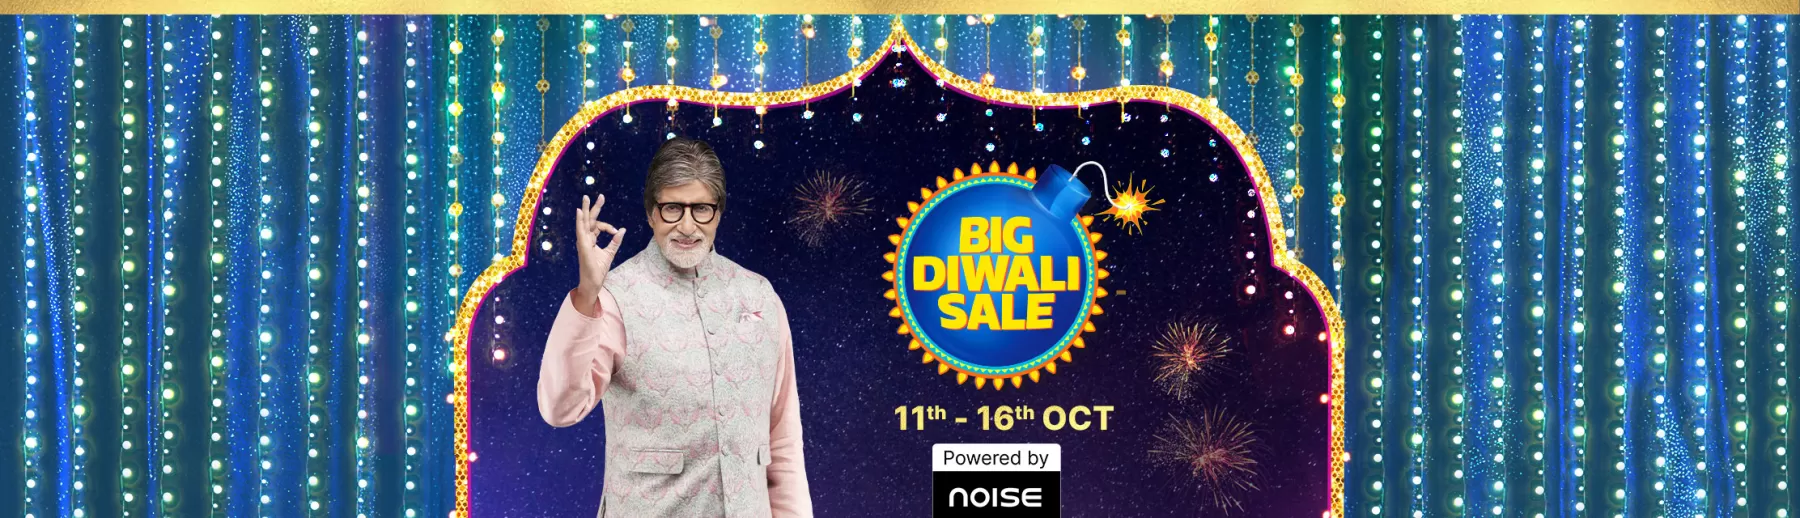 BIG
DIWALI
SALE
11th - 16th OCT
Powered by
NOISE